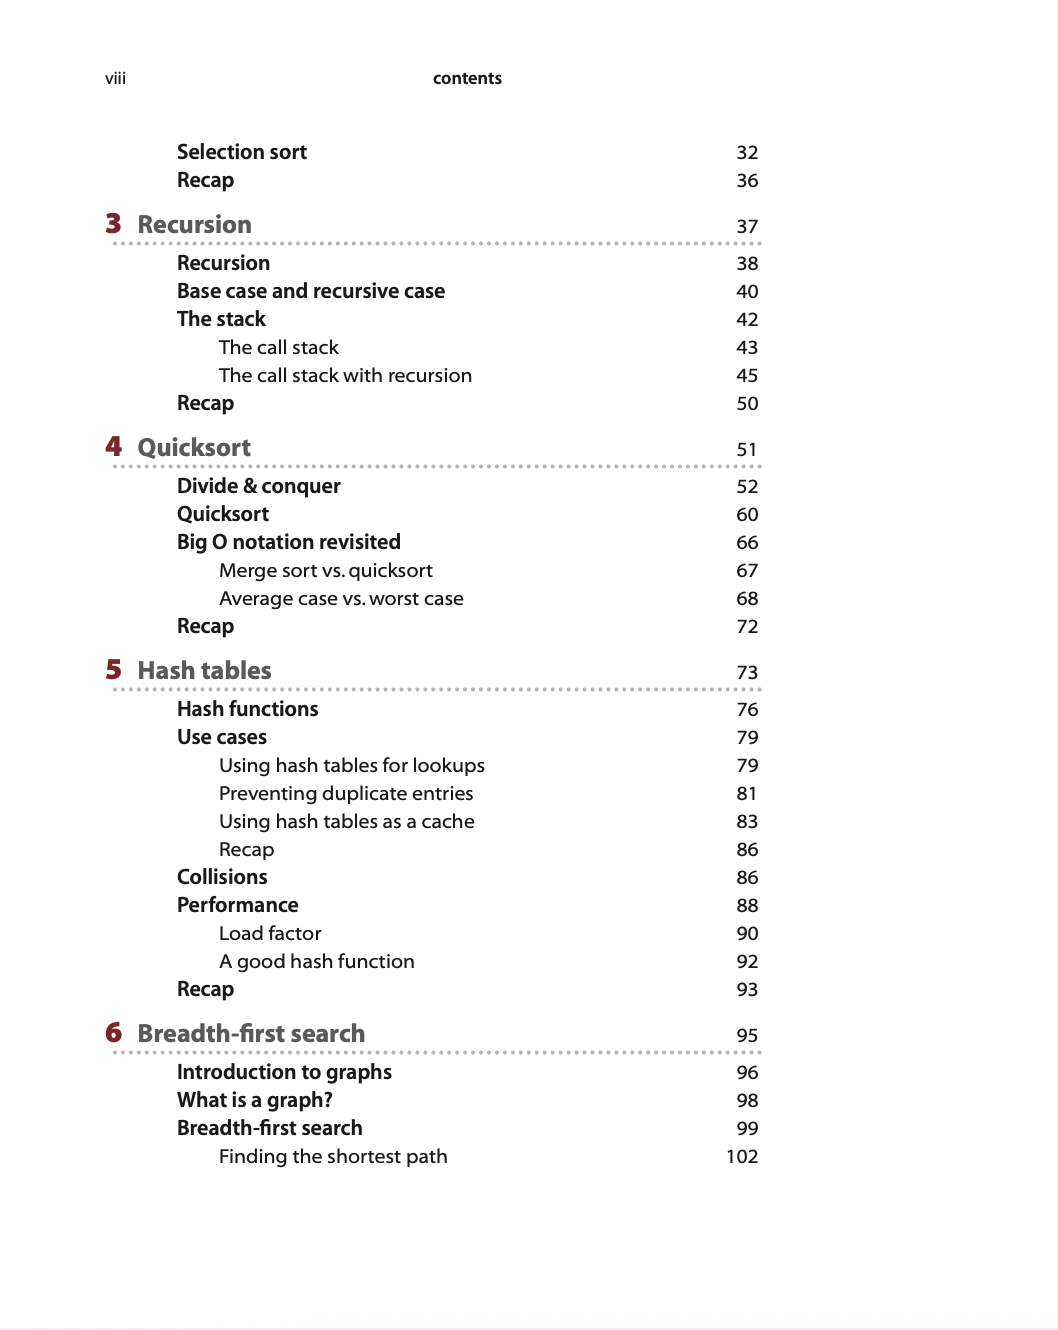 viii contents
Selection sort 32
Recap 36
3 Recursion 37
Recursion 38
Base case and recursive case 40
The stack 42
The call stack 43
The call stack with recursion 45
Recap 50
4 Quicksort 51
Divide & conquer 52
Quicksort 60
Big O notation revisited 66
Merge sort vs. quicksort 67
Average case vs. worst case 68
Recap 72
5 Hash tables 73
Hash functions 76
Use cases 79
Using hash tables for lookups 79
Preventing duplicate entries 81
Using hash tables as a cache 83
Recap 86
Collisions 86
Performance 88
Load factor 90
A good hash function 92
Recap 93
6 Breadth-first search 95
Introduction to graphs 96
What is a graph? 98
Breadth-first search 99
Finding the shortest path 102